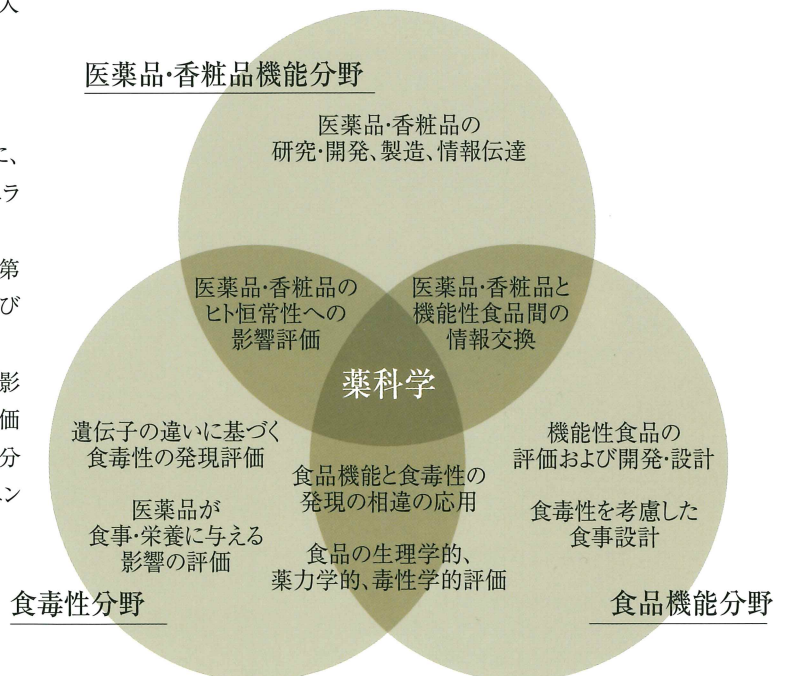 人
医薬品・香粧品機能分野
医薬品・香粧品の
研究・開発、製造、情報伝達
に、
ラ
第
び
影
価
分
ン
医薬品・香粧品の
ヒト恒常性への
影響評価
医薬品・香粧品と
機能性食品間の
情報交換
薬科学
遺伝子の違いに基づく
食毒性の発現評価
医薬品が
食事・栄養に与える
影響の評価
食品機能と食毒性の
発現の相違の応用
食品の生理学的、
薬力学的、毒性学的評価
機能性食品の
評価および開発・設計
食毒性を考慮した
食事設計
食毒性分野
食品機能分野